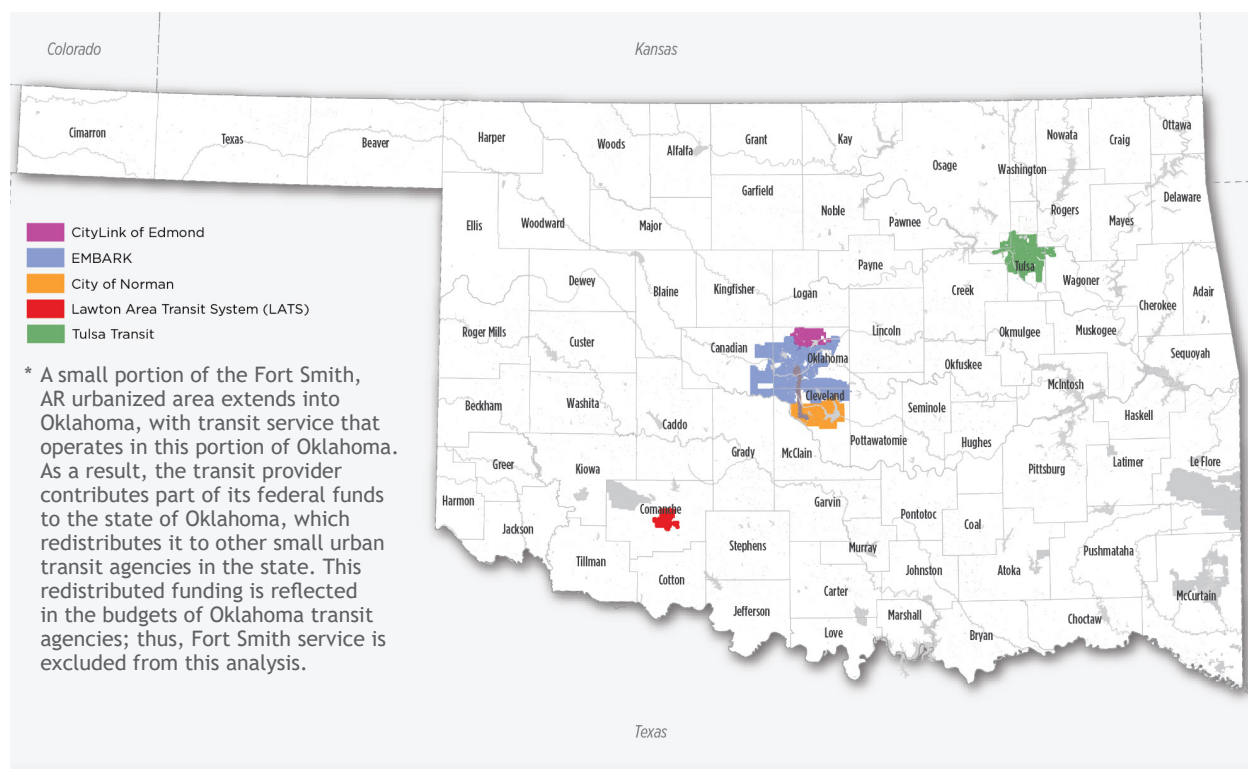 Colorado
Kansas
Cimarron
Texas
Beaver
Harper
Woods
Alfalfa
Grant
Kay
Osage
Washington
Nowata
Craig
Ottawa
Ellis
Woodward
Major
Garfield
Noble
Pawnee
Rogers
Mayes
Delaware
CityLink of Edmond
EMBARK
City of Norman
Lawton Area Transit System (LATS)
Tulsa Transit
Dewey
Blaine
Kingfisher
Logan
Payne
Creek
Tulsa
Wagoner
Cherokee
Adair
Roger Mills
Custer
Canadian
Oklahoma
Lincoln
Okmulgee
Muskogee
Sequoyah
Okfuskee
McIntosh
Beckham
Washita
Caddo
Cleveland
Seminole
Haskell
Grady
McClain
Pottawatomie
Hughes
Pittsburg
Latimer
Le Flore
Greer
Kiowa
Harmon
Jackson
Comanche
Garvin
Pontotoc
Coal
Tillman
Stephens
Murray
Johnston
Atoka
Pushmataha
McCurtain
Cotton
Jefferson
Carter
Love
Marshall
Bryan
Choctaw
* A small portion of the Fort Smith,
AR urbanized area extends into
Oklahoma, with transit service that
operates in this portion of Oklahoma.
As a result, the transit provider
contributes part of its federal funds
to the state of Oklahoma, which
redistributes it to other small urban
transit agencies in the state. This
redistributed funding is reflected
in the budgets of Oklahoma transit
agencies; thus, Fort Smith service is
excluded from this analysis.
Texas